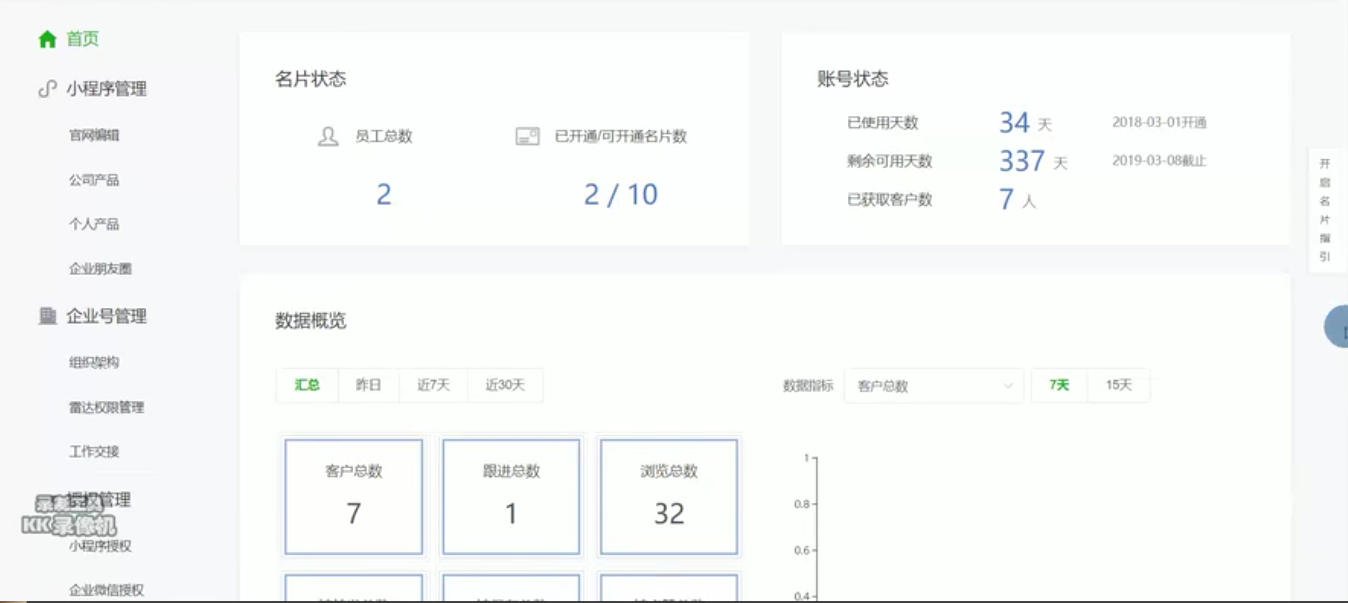 首页
小程序管理
官网编辑
公司产品
个人产品
企业朋友圈
企业号管理
组织架构
雷达权限管理
工作交接
授权管理
KK录像机
小程序授权
企业微信授权
名片状态
员工总数
已开通/可开通名片数
2
2 / 10
账号状态
已使用天数 34 天 2018-03-01开通
剩余可用天数 337 天 2019-03-08截止
已获取客户数 7 人
开启名片指引
数据概览
汇总 昨日 近7天 近30天
数据指标 客户总数 7天 15天
客户总数 跟进总数 浏览总数
7 1 32
1
0.8
0.6
0.4